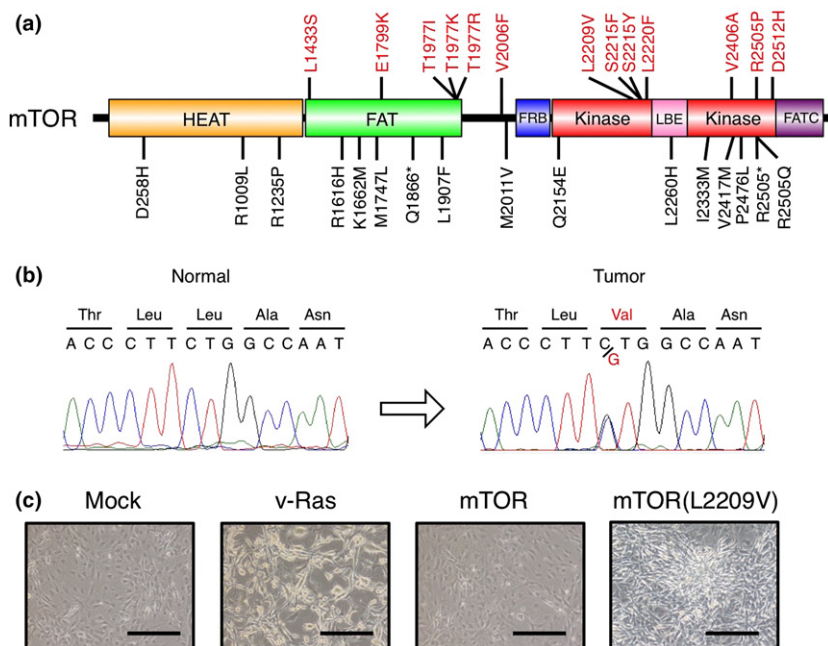 (a)
L1433S E1799K T1977I T1977K T1977R V2006F L2209V S2215F S2215Y L2220F V2406A R2505P D2512H
mTOR HEAT FAT FRB Kinase LBE Kinase FATC
D258H R1009L R1235P R1616H K1662M M1747L Q1866* L1907F M2011V Q2154E L2260H I2333M V2417M P2476L R2505* R2505Q
(b) Normal Tumor
Thr Leu Leu Ala Asn Thr Leu Val Ala Asn
A C C C T T C T G G C C A A T A C C C T T C T G G C C A A T
G
(c) Mock v-Ras mTOR mTOR(L2209V)